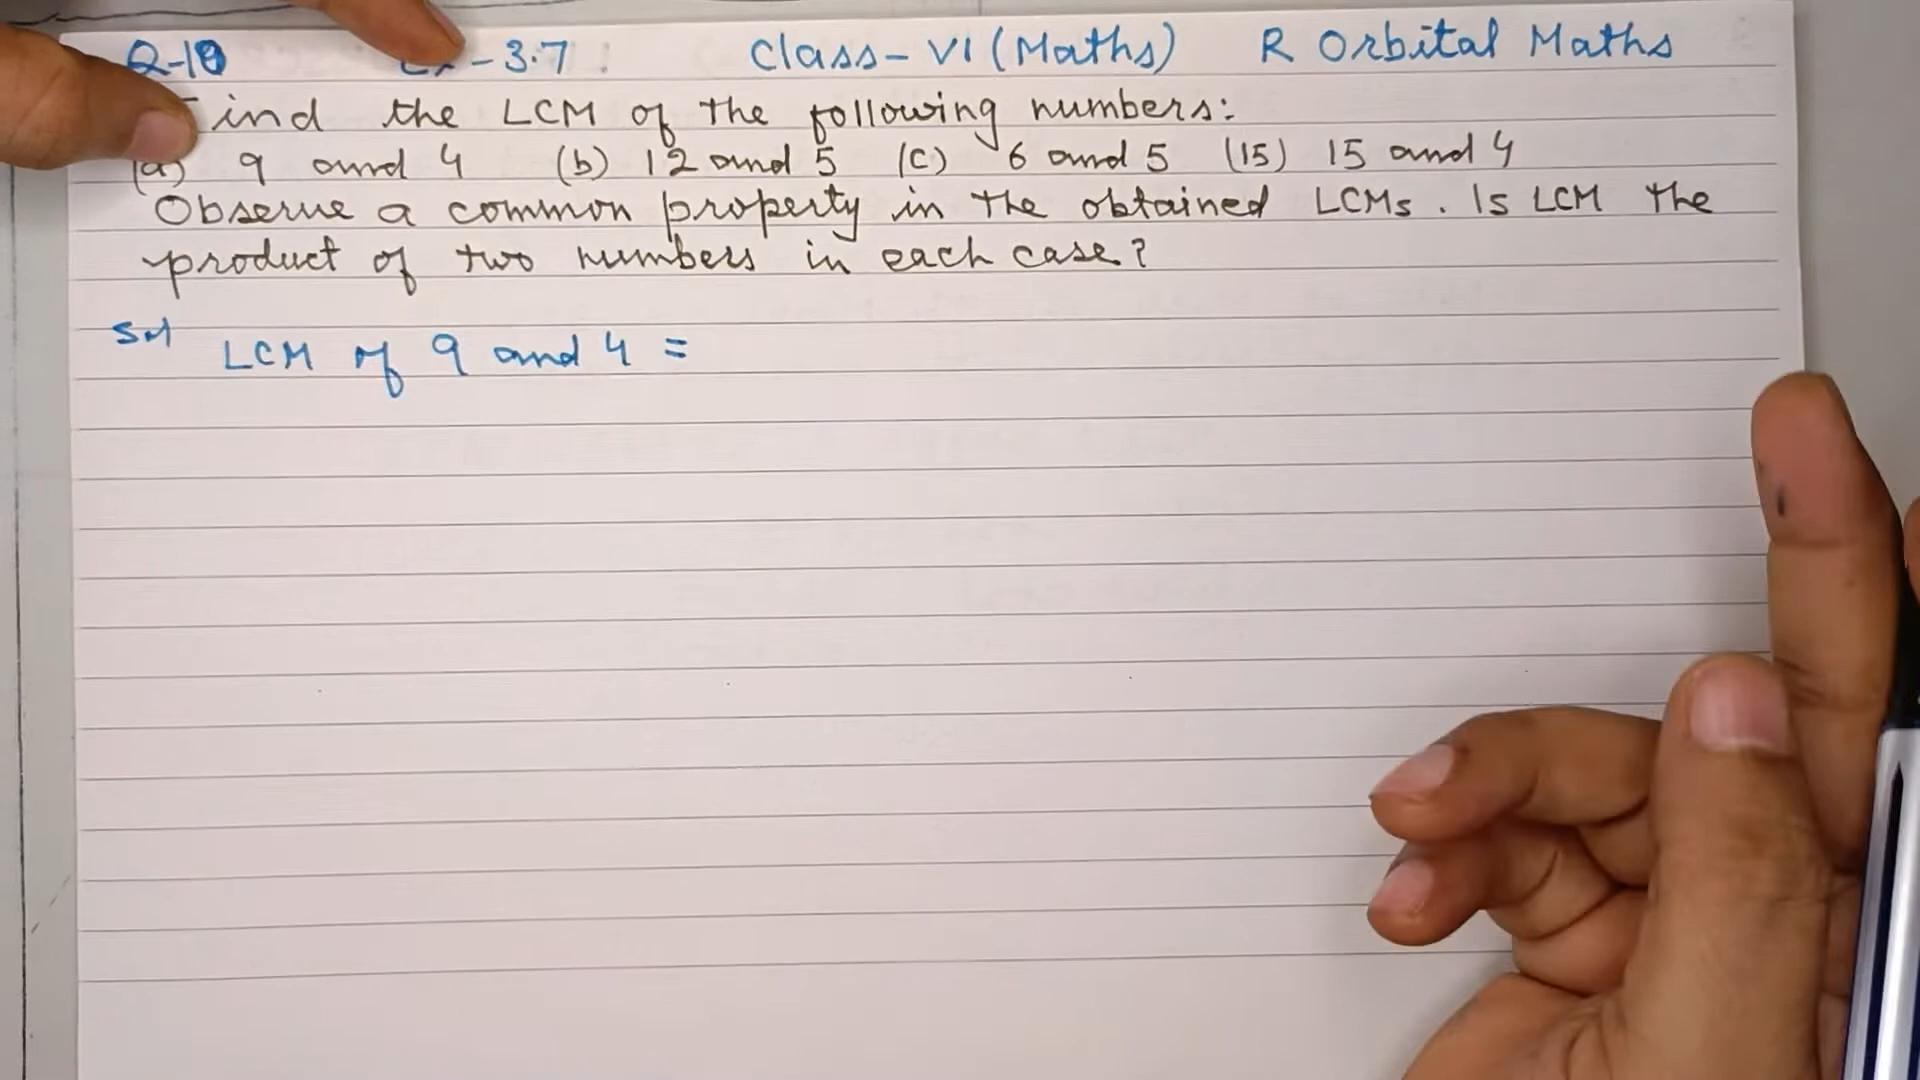 Q-10 - 3.7 Class - VI (Maths) R Orbital Maths
ind the LCM of the following numbers:
(a) 9 and 4 (b) 12 and 5 (c) 6 and 5 (15) 15 and 4
Observe a common property in the obtained LCMs. Is LCM the
product of two numbers in each case?
Sol LCM of 9 and 4 =